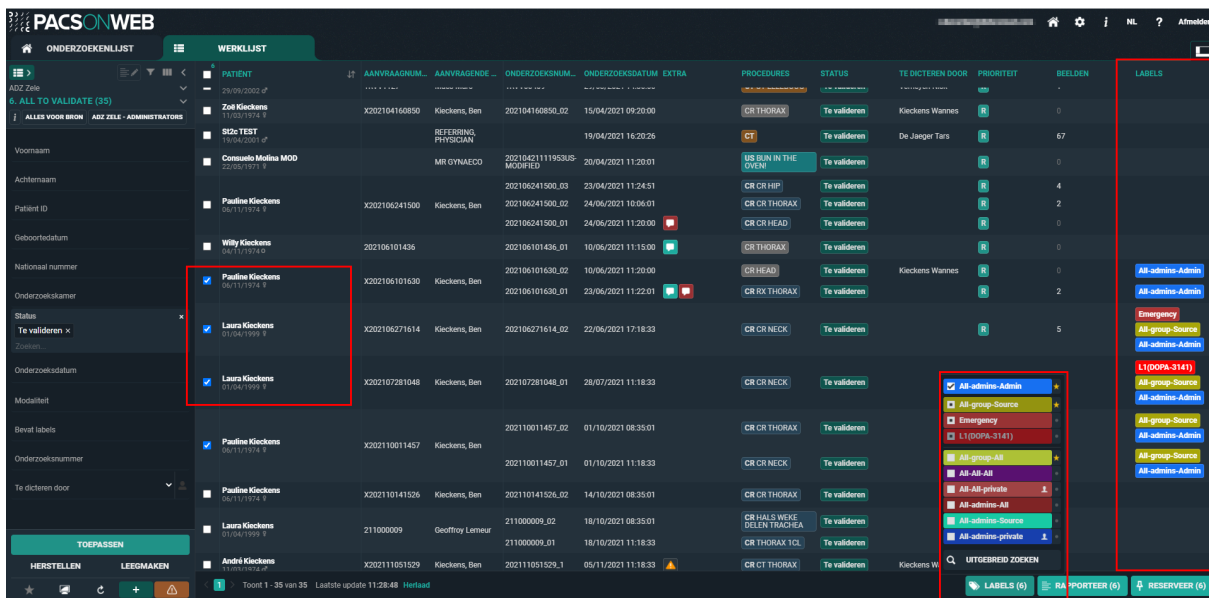 PACSONWEB
NL ? Afmelden
ONDERZOEKENLIJST
WERKLIJST
ADZ Zele
6. ALL TO VALIDATE (35)
ALLES VOOR BRON ADZ ZELE - ADMINISTRATORS
Voornaam
Achternaam
Patiënt ID
Geboortedatum
Nationaal nummer
Onderzoekskamer
Status ×
Te valideren ×
Zoeken...
Onderzoeksdatum
Modaliteit
Bevat labels
Onderzoeksnummer
Te dicteren door
TOEPASSEN
HERSTELLEN LEEGMAKEN
PATIËNT AANVRAAGNUM... AANVRAGENDE ... ONDERZOEKSNUM... ONDERZOEKSDATUM EXTRA PROCEDURES STATUS TE DICTEREN DOOR PRIORITEIT BEELDEN LABELS
29/09/2002
Zoë Kieckens
11/03/1974
X202104160850 Kieckens, Ben 202104160850_02 15/04/2021 09:20:00 CR THORAX Te valideren Kieckens Wannes R 0
St2c TEST
19/04/2001
REFERRING, PHYSICIAN
19/04/2021 16:20:26 CT Te valideren De Jaeger Tars R 67
Consuelo Molina MOD
22/05/1971
MR GYNAECO 20210421111953US-MODIFIED 20/04/2021 11:20:01 US BUN IN THE OVEN! Te valideren R 0
202106241500_03 23/04/2021 11:24:51 CR CR HIP Te valideren R 4
Pauline Kieckens
06/11/1974
X202106241500 Kieckens, Ben 202106241500_02 24/06/2021 10:06:01 CR CR THORAX Te valideren R 2
202106241500_01 24/06/2021 11:20:00 CR CR HEAD Te valideren R 0
Willy Kieckens
04/11/1974
202106101436 202106101436_01 10/06/2021 11:15:00 CR THORAX Te valideren R 0
202106101630_02 10/06/2021 11:20:00 CR HEAD Te valideren Kieckens Wannes R 0 All-admins-Admin
Pauline Kieckens
06/11/1974
X202106101630 Kieckens, Ben
202106101630_01 23/06/2021 11:22:01 CR RX THORAX Te valideren R 2 All-admins-Admin
Laura Kieckens
01/04/1999
X202106271614 Kieckens, Ben 202106271614_02 22/06/2021 17:18:33 CR CR NECK Te valideren R 5
Emergency
All-group-Source
All-admins-Admin
Laura Kieckens
01/04/1999
X202107281048 Kieckens, Ben 202107281048_01 28/07/2021 11:18:33 CR CR NECK Te valideren
L1(DOPA-3141)
All-group-Source
All-admins-Admin
202110011457_02 01/10/2021 08:35:01 CR CR THORAX Te valideren
All-group-Source
All-admins-Admin
Pauline Kieckens
06/11/1974
X202110011457 Kieckens, Ben
202110011457_01 01/10/2021 11:18:33 CR CR NECK Te valideren
All-group-Source
All-admins-Admin
Pauline Kieckens
06/11/1974
X202110141526 Kieckens, Ben 202110141526_02 14/10/2021 08:35:01 CR CR THORAX Te valideren
211000009_02 18/10/2021 08:35:01 CR HALS WEKE DELEN TRACHEA Te valideren
Laura Kieckens
01/04/1999
211000009 Geoffroy Lemeur
211000009_01 18/10/2021 11:18:33 CR THORAX 1CL Te valideren
André Kieckens
11/03/1974
X202111051529 Kieckens, Ben 202111051529_1 05/11/2021 11:18:33 CR CT THORAX Te valideren Kieckens
All-admins-Admin
All-group-Source
Emergency
L1(DOPA-3141)
All-group-All
All-All-All
All-All-private
All-admins-All
All-admins-Source
All-admins-private
UITGEBREID ZOEKEN
1 Toont 1 - 35 van 35 Laatste update 11:28:48 Herlaad
LABELS (6) RAPPORTEER (6) RESERVEER (6)